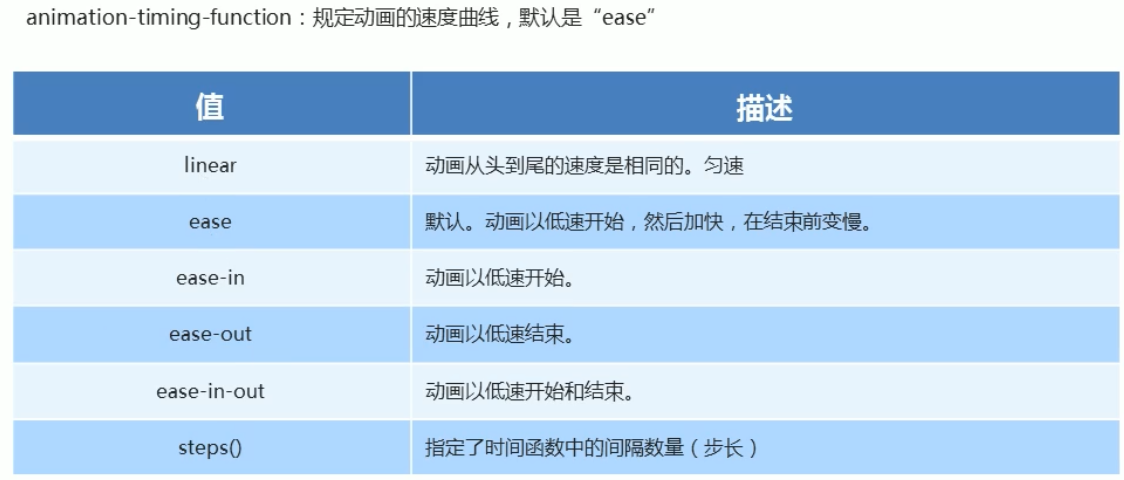 animation-timing-function：规定动画的速度曲线，默认是“ease”
值 描述
linear 动画从头到尾的速度是相同的。匀速
ease 默认。动画以低速开始，然后加快，在结束前变慢。
ease-in 动画以低速开始。
ease-out 动画以低速结束。
ease-in-out 动画以低速开始和结束。
steps() 指定了时间函数中的间隔数量（步长）